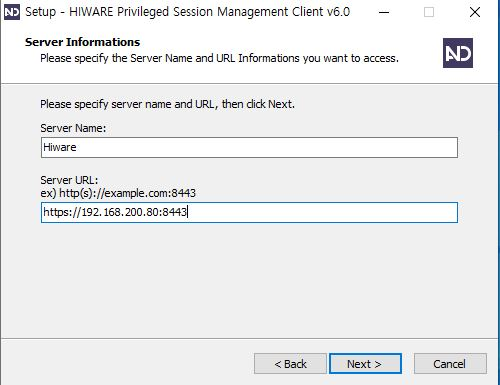 ND Setup - HIWARE Privileged Session Management Client v6.0
Server Informations
Please specify the Server Name and URL Informations you want to access.
ND
Please specify server name and URL, then click Next.
Server Name:
Hiware
Server URL:
ex) http(s)://example.com:8443
https://192.168.200.80:8443
< Back
Next >
Cancel